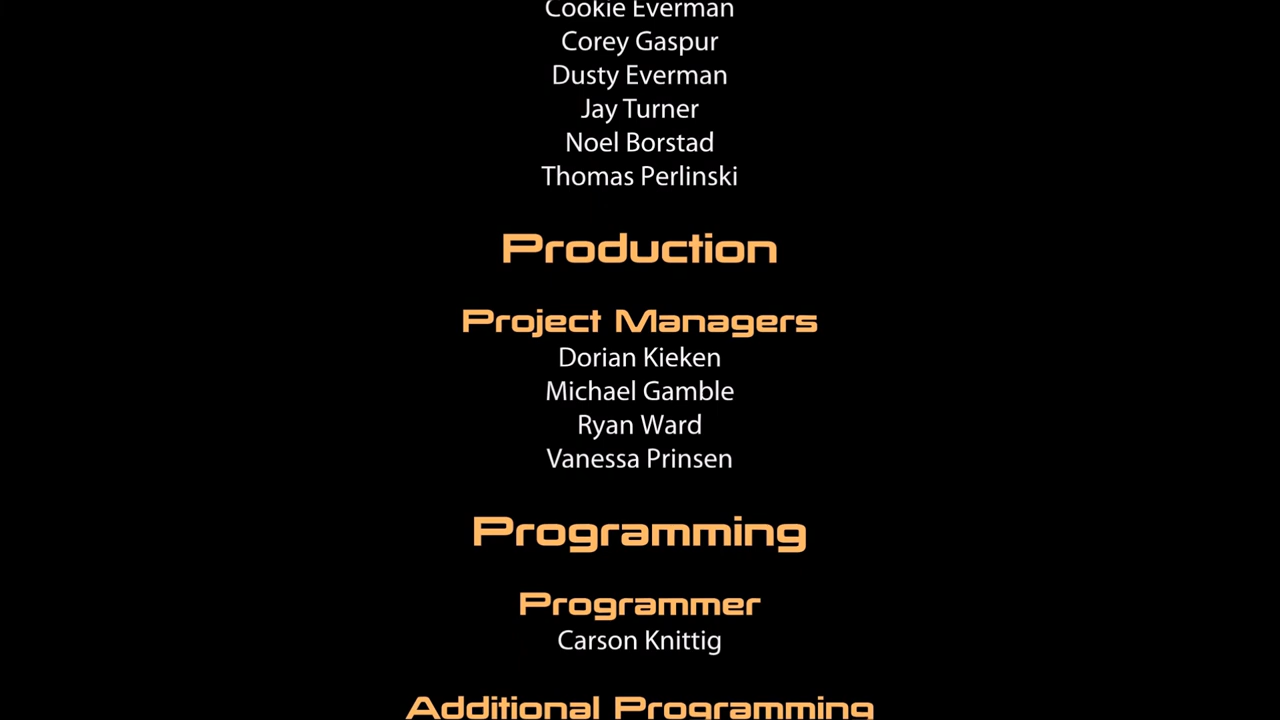 Cookie Everman
Corey Gaspur
Dusty Everman
Jay Turner
Noel Borstad
Thomas Perlinski
Production
Project Managers
Dorian Kieken
Michael Gamble
Ryan Ward
Vanessa Prinsen
Programming
Programmer
Carson Knittig
Additional Programming